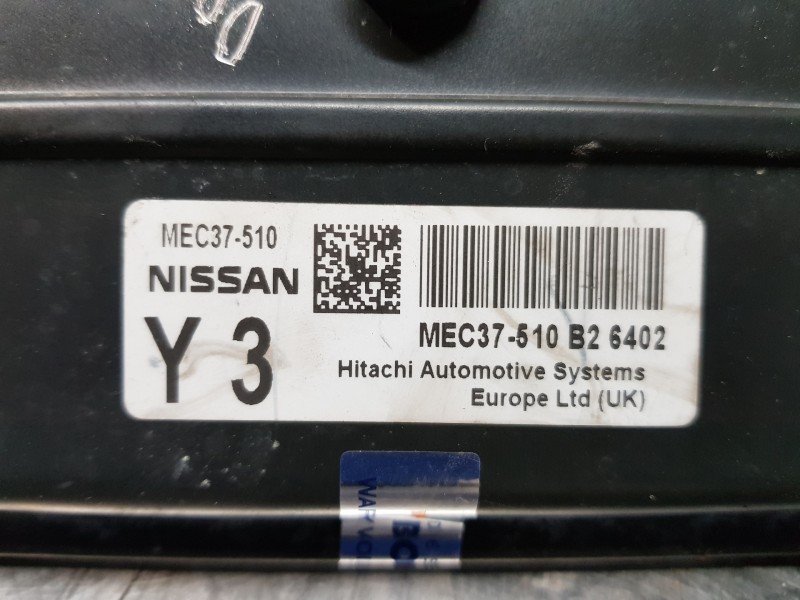 MEC37-510
NISSAN
Y 3
MEC37-510 B2 6402
Hitachi Automotive Systems
Europe Ltd (UK)